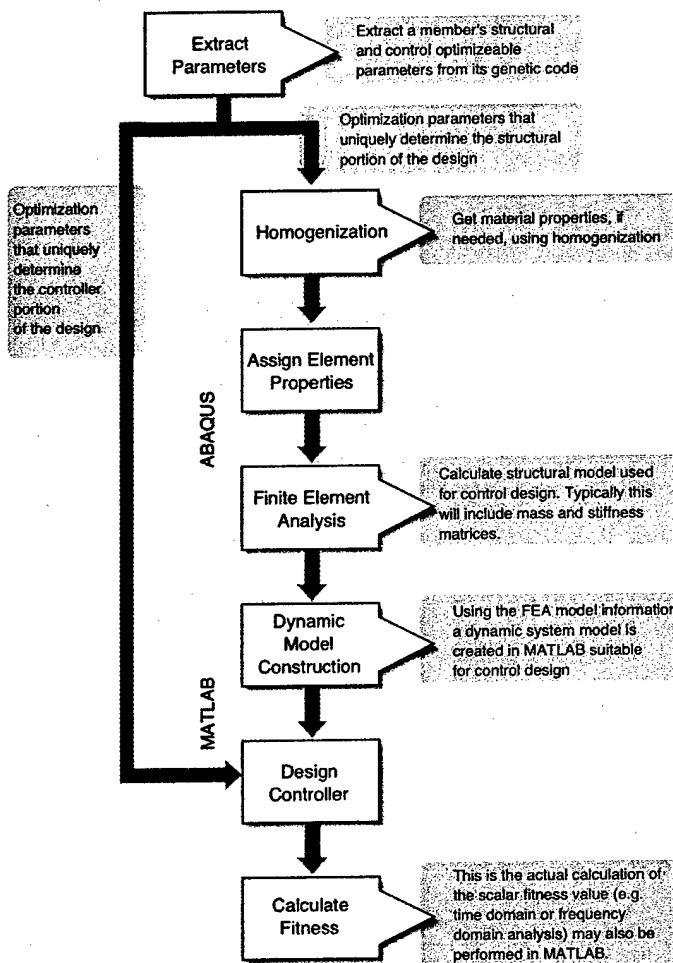 Extract
Parameters
Extract a member's structural
and control optimizeable
parameters from its genetic code
Optimization parameters that
uniquely determine the structural
portion of the design
Optimization
parameters
that uniquely
determine
the controller
portion
of the design
Homogenization
Get material properties, if
needed, using homogenization
Assign Element
Properties
ABAQUS
Finite Element
Analysis
Calculate structural model used
for control design. Typically this
will include mass and stiffness
matrices.
Dynamic
Model
Construction
Using the FEA model information
a dynamic system model is
created in MATLAB suitable
for control design
MATLAB
Design
Controller
Calculate
Fitness
This is the actual calculation of
the scalar fitness value (e.g.
time domain or frequency
domain analysis) may also be
performed in MATLAB.